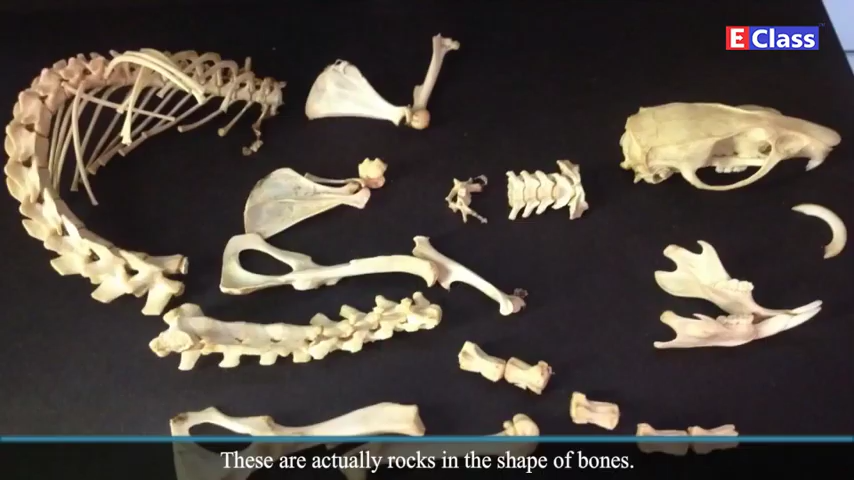 EClass
These are actually rocks in the shape of bones.